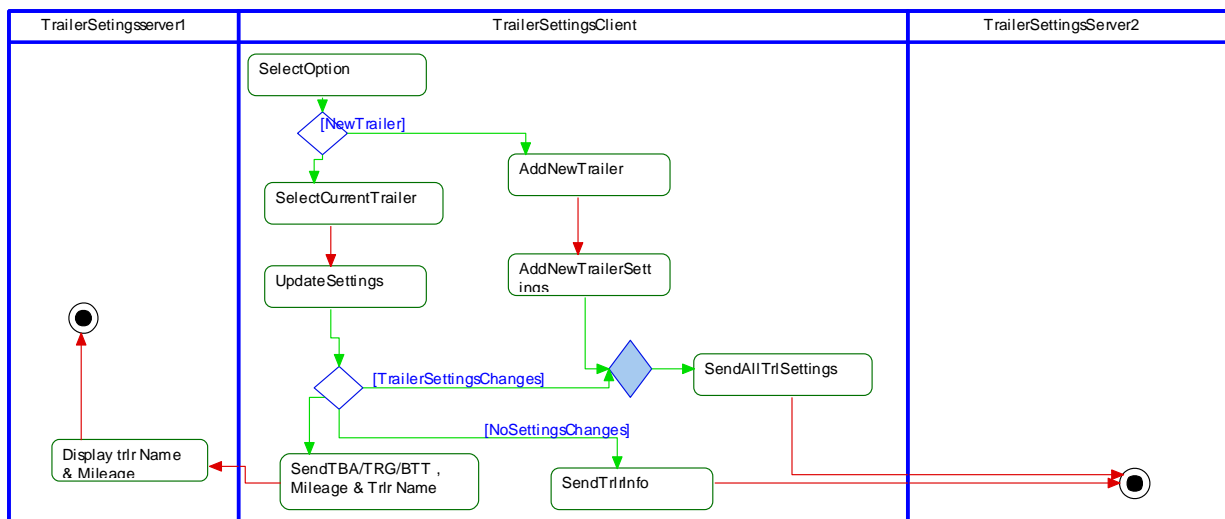 TrailerSetingsserver1
TrailerSettingsClient
TrailerSettingsServer2
SelectOption
[NewTrailer]
AddNewTrailer
SelectCurrentTrailer
AddNewTrailerSett
ings
UpdateSettings
SendAllTrlSettings
[TrailerSettingsChanges]
[NoSettingsChanges]
Display trlr Name
& Mileage
SendTBA/TRG/BTT ,
Mileage & Trlr Name
SendTrlrInfo